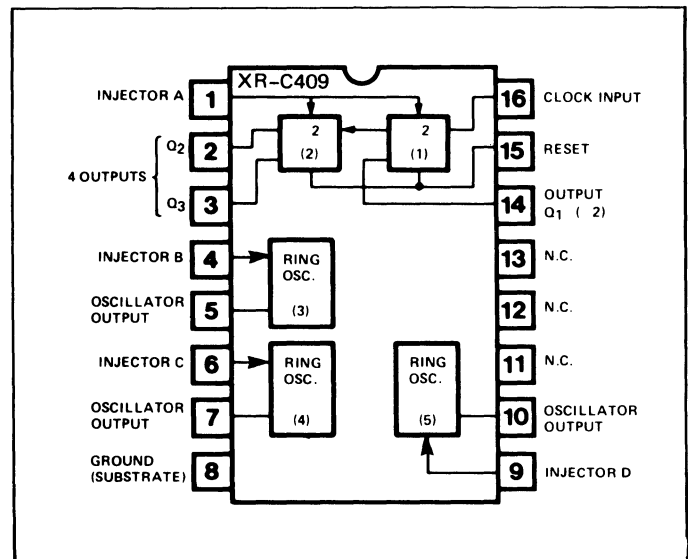 XR-C409
INJECTOR A
1
16
CLOCK INPUT
2
(2)
2
(1)
4 OUTPUTS
Q2
2
15
RESET
Q3
3
14
OUTPUT
Q1 ( 2)
INJECTOR B
4
RING
OSC.
(3)
13
N.C.
OSCILLATOR
OUTPUT
5
12
N.C.
INJECTOR C
6
RING
OSC.
(4)
RING
OSC.
(5)
11
N.C.
OSCILLATOR
OUTPUT
7
10
OSCILLATOR
OUTPUT
GROUND
(SUBSTRATE)
8
9
INJECTOR D